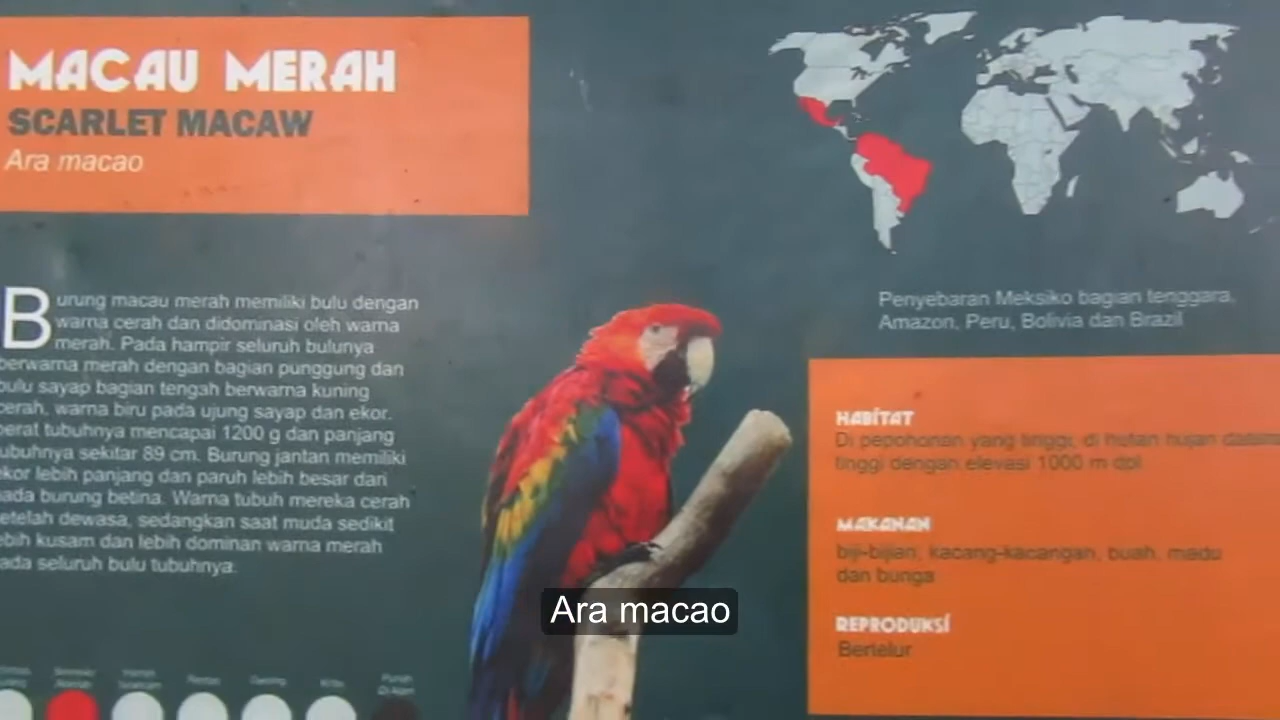 MACAU MERAH
SCARLET MACAW
Ara macao
Burung macau merah memiliki bulu dengan
warna cerah dan didominasi oleh warna
merah. Pada hampir seluruh bulunya
berwarna merah dengan bagian punggung dan
bulu sayap bagian tengah berwarna kuning
cerah, warna biru pada ujung sayap dan ekor.
berat tubuhnya mencapai 1200 g dan panjang
tubuhnya sekitar 89 cm. Burung jantan memiliki
ekor lebih panjang dan paruh lebih besar dari
pada burung betina. Warna tubuh mereka cerah
setelah dewasa, sedangkan saat muda sedikit
lebih kusam dan lebih dominan warna merah
pada seluruh bulu tubuhnya.
Penyebaran Meksiko bagian tenggara,
Amazon, Peru, Bolivia dan Brazil
HABITAT
Di pepohonan yang tinggi, di hutan hujan dataran
tinggi dengan elevasi 1000 m dpl
MAKANAN
biji-bijian, kacang-kacangan, buah, madu
dan bunga
REPRODUKSI
Bertelur
Ara macao
Rentan
Kritis
Punah